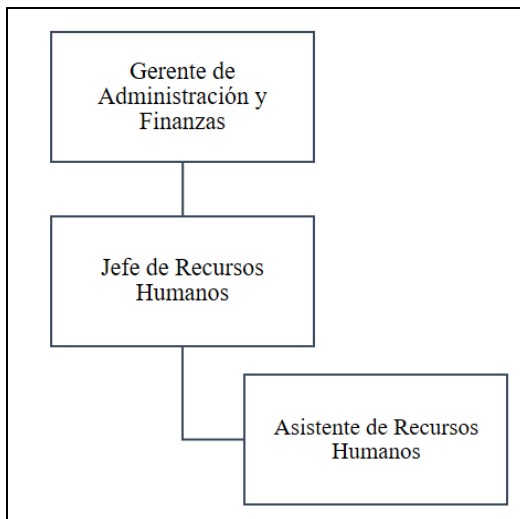 Gerente de
Administración y
Finanzas
Jefe de Recursos
Humanos
Asistente de Recursos
Humanos